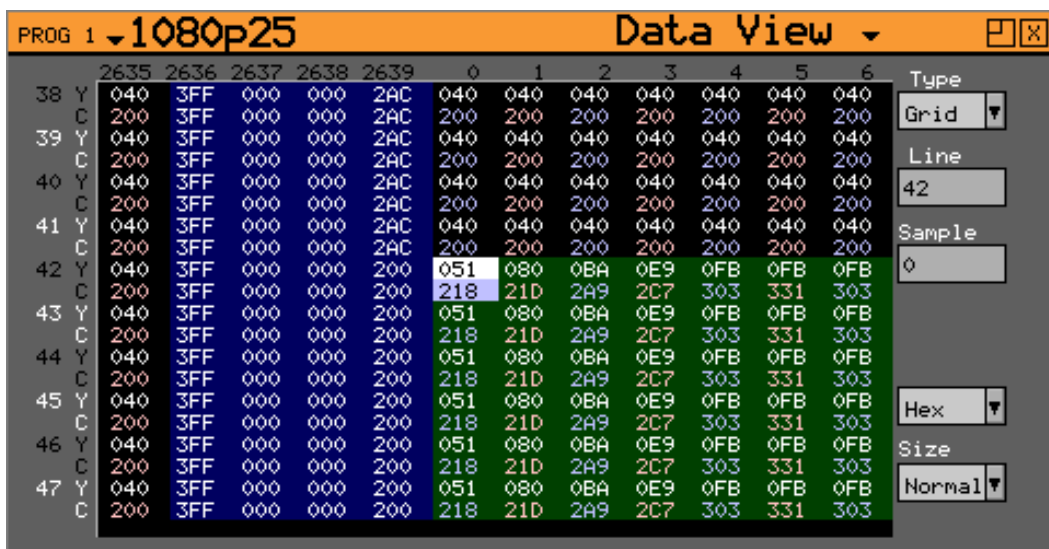 PROG 1 1080p25 Data View
2635 2636 2637 2638 2639 0 1 2 3 4 5 6 Type
38 Y 040 3FF 000 000 2AC 040 040 040 040 040 040 040 Grid
C 200 3FF 000 000 2AC 200 200 200 200 200 200 200
39 Y 040 3FF 000 000 2AC 040 040 040 040 040 040 040
C 200 3FF 000 000 2AC 200 200 200 200 200 200 200 Line
40 Y 040 3FF 000 000 2AC 040 040 040 040 040 040 040 42
C 200 3FF 000 000 2AC 200 200 200 200 200 200 200
41 Y 040 3FF 000 000 2AC 040 040 040 040 040 040 040 Sample
C 200 3FF 000 000 2AC 200 200 200 200 200 200 200
42 Y 040 3FF 000 000 200 051 080 0BA 0E9 0FB 0FB 0FB 0
C 200 3FF 000 000 200 218 21D 2A9 2C7 303 331 303
43 Y 040 3FF 000 000 200 051 080 0BA 0E9 0FB 0FB 0FB
C 200 3FF 000 000 200 218 21D 2A9 2C7 303 331 303
44 Y 040 3FF 000 000 200 051 080 0BA 0E9 0FB 0FB 0FB
C 200 3FF 000 000 200 218 21D 2A9 2C7 303 331 303
45 Y 040 3FF 000 000 200 051 080 0BA 0E9 0FB 0FB 0FB Hex
C 200 3FF 000 000 200 218 21D 2A9 2C7 303 331 303
46 Y 040 3FF 000 000 200 051 080 0BA 0E9 0FB 0FB 0FB Size
C 200 3FF 000 000 200 218 21D 2A9 2C7 303 331 303
47 Y 040 3FF 000 000 200 051 080 0BA 0E9 0FB 0FB 0FB Normal
C 200 3FF 000 000 200 218 21D 2A9 2C7 303 331 303